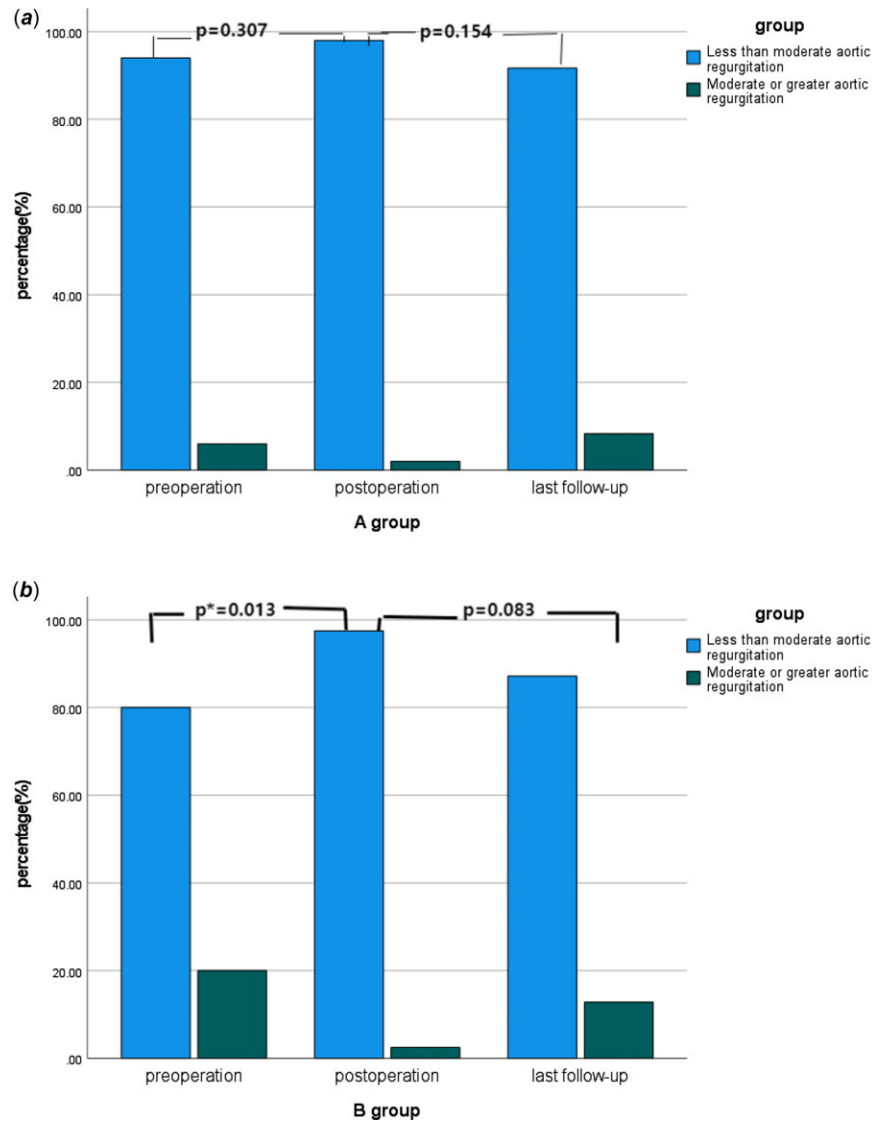 (a)
group
Less than moderate aortic
regurgitation
Moderate or greater aortic
regurgitation
p=0.307
p=0.154
100.00
80.00
60.00
40.00
20.00
.00
percentage(%)
preoperation
postoperation
last follow-up
A group
(b)
group
Less than moderate aortic
regurgitation
Moderate or greater aortic
regurgitation
p*=0.013
p=0.083
100.00
80.00
60.00
40.00
20.00
.00
percentage(%)
preoperation
postoperation
last follow-up
B group